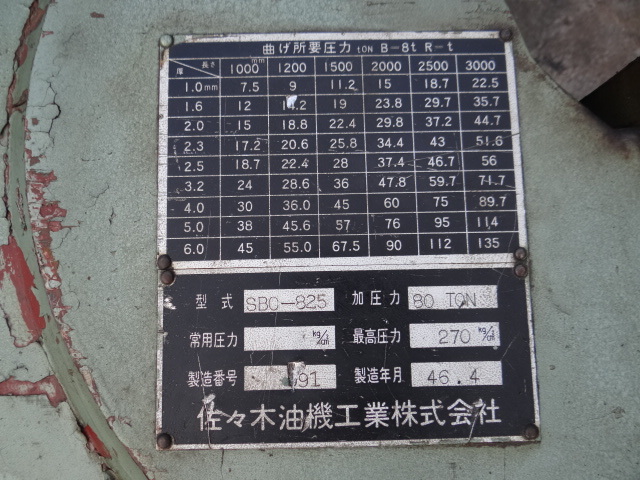 曲げ所要圧力 tON B-8t R-t
厚 長さ 1000mm 1200 1500 2000 2500 3000
1.0mm 7.5 9 11.2 15 18.7 22.5
1.6 12 14.2 19 23.8 29.7 35.7
2.0 15 18.8 22.4 29.8 37.2 44.7
2.3 17.2 20.6 25.8 34.4 43 51.6
2.5 18.7 22.4 28 37.4 46.7 56
3.2 24 28.6 36 47.8 59.7 71.7
4.0 30 36.0 45 60 75 89.7
5.0 38 45.6 57 76 95 114
6.0 45 55.0 67.5 90 112 135
型式 SBC-825 加圧力 80 TON
常用圧力 kg/cm² 最高圧力 270 kg/cm²
製造番号 91 製造年月 46.4
佐々木油機工業株式会社